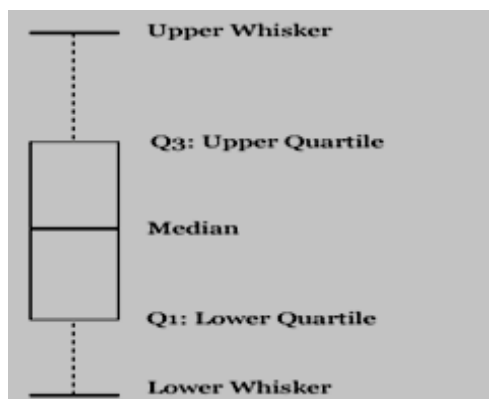 Upper Whisker
Q3: Upper Quartile
Median
Q1: Lower Quartile
Lower Whisker